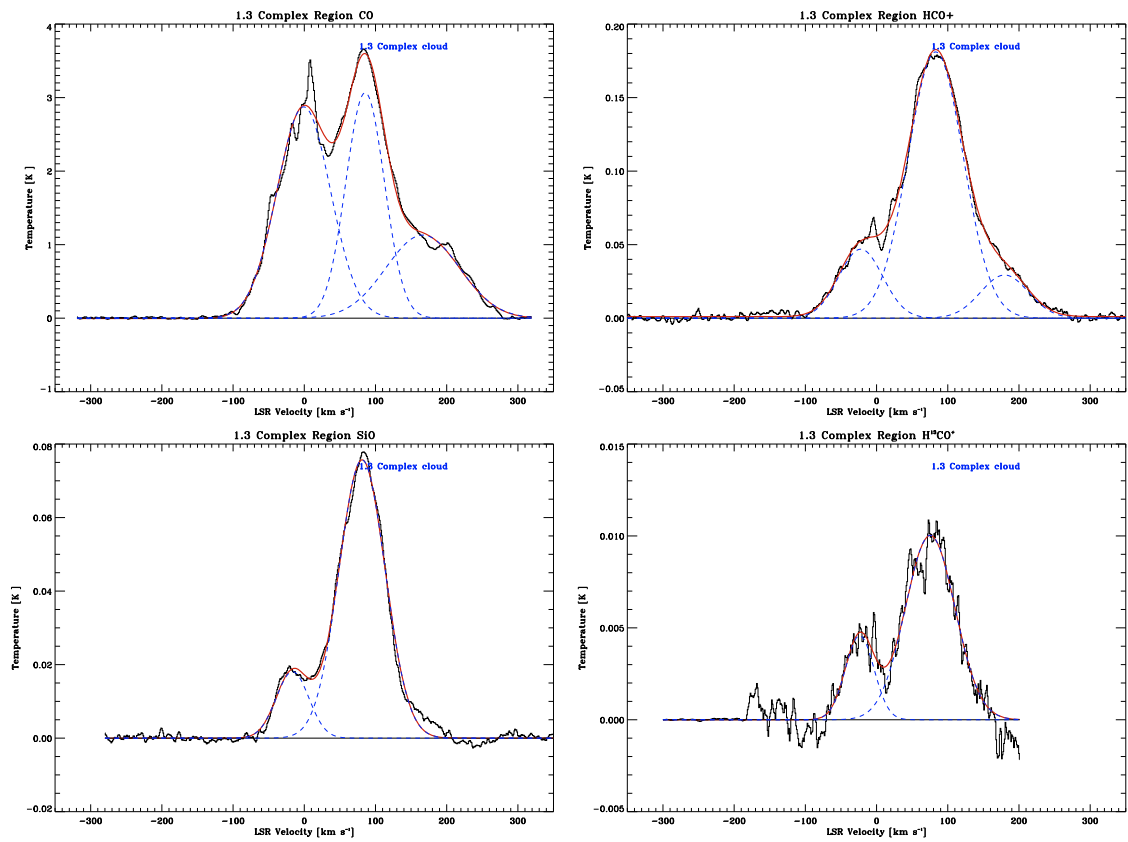 1.3 Complex Region CO
1.3 Complex cloud
4
3
2
1
0
−1
Temperature [K ]
−300 −200 −100 0 100 200 300
LSR Velocity [km s⁻¹]
1.3 Complex Region HCO+
1.3 Complex cloud
0.20
0.15
0.10
0.05
0.00
−0.05
Temperature [K ]
−300 −200 −100 0 100 200 300
LSR Velocity [km s⁻¹]
1.3 Complex Region SiO
1.3 Complex cloud
0.08
0.06
0.04
0.02
0.00
−0.02
Temperature [K ]
−300 −200 −100 0 100 200 300
LSR Velocity [km s⁻¹]
1.3 Complex Region H¹³CO⁺
1.3 Complex cloud
0.015
0.010
0.005
0.000
−0.005
Temperature [K ]
−300 −200 −100 0 100 200 300
LSR Velocity [km s⁻¹]